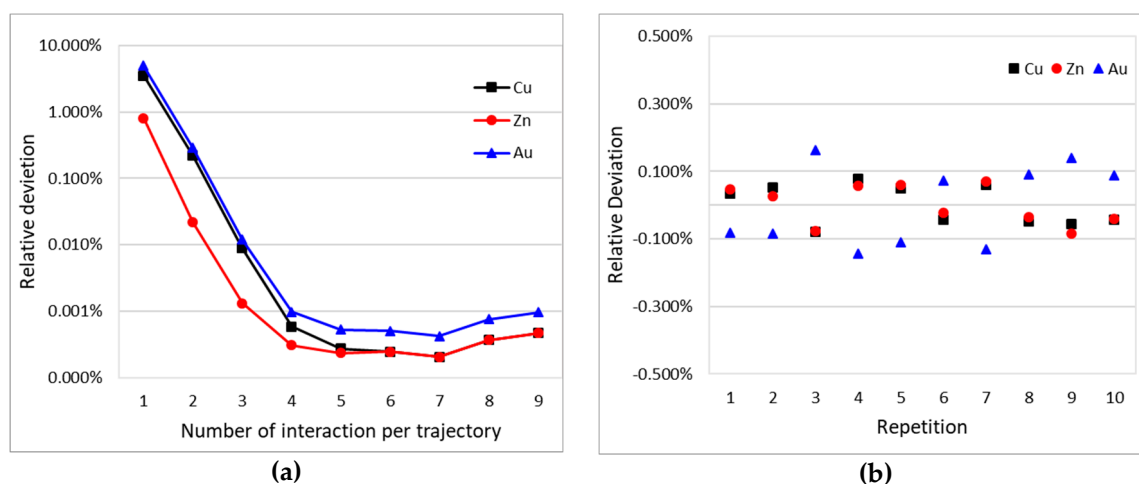 10.000%
1.000%
0.100%
0.010%
0.001%
0.000%
Relative devietion
Cu
Zn
Au
1 2 3 4 5 6 7 8 9
Number of interaction per trajectory
(a)
0.500%
0.300%
0.100%
-0.100%
-0.300%
-0.500%
Relative Deviation
Cu Zn Au
1 2 3 4 5 6 7 8 9 10
Repetition
(b)